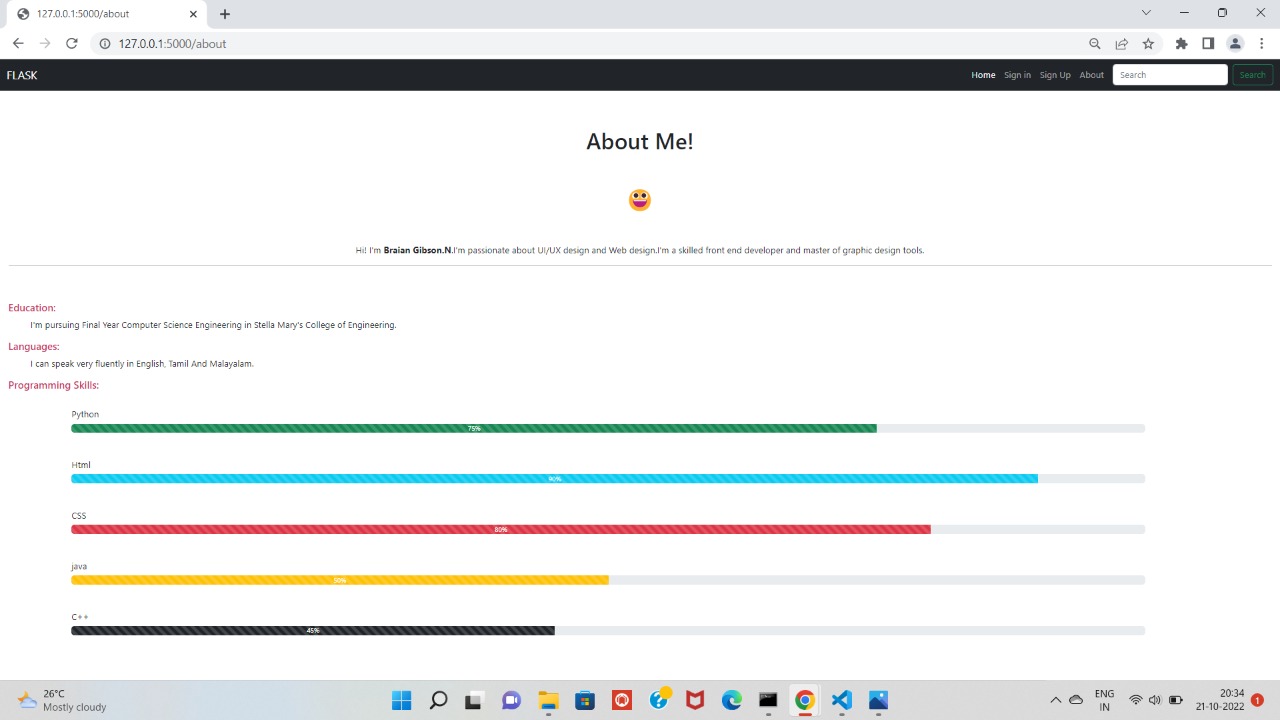 127.0.0.1:5000/about
127.0.0.1:5000/about
FLASK
Home Sign in Sign Up About Search Search
About Me!
Hi! I'm Braian Gibson.N.I'm passionate about UI/UX design and Web design.I'm a skilled front end developer and master of graphic design tools.
Education:
I'm pursuing Final Year Computer Science Engineering in Stella Mary's College of Engineering.
Languages:
I can speak very fluently in English, Tamil And Malayalam.
Programming Skills:
Python
75%
Html
90%
CSS
80%
java
50%
C++
45%
26°C
Mostly cloudy
ENG
IN
20:34
21-10-2022
1